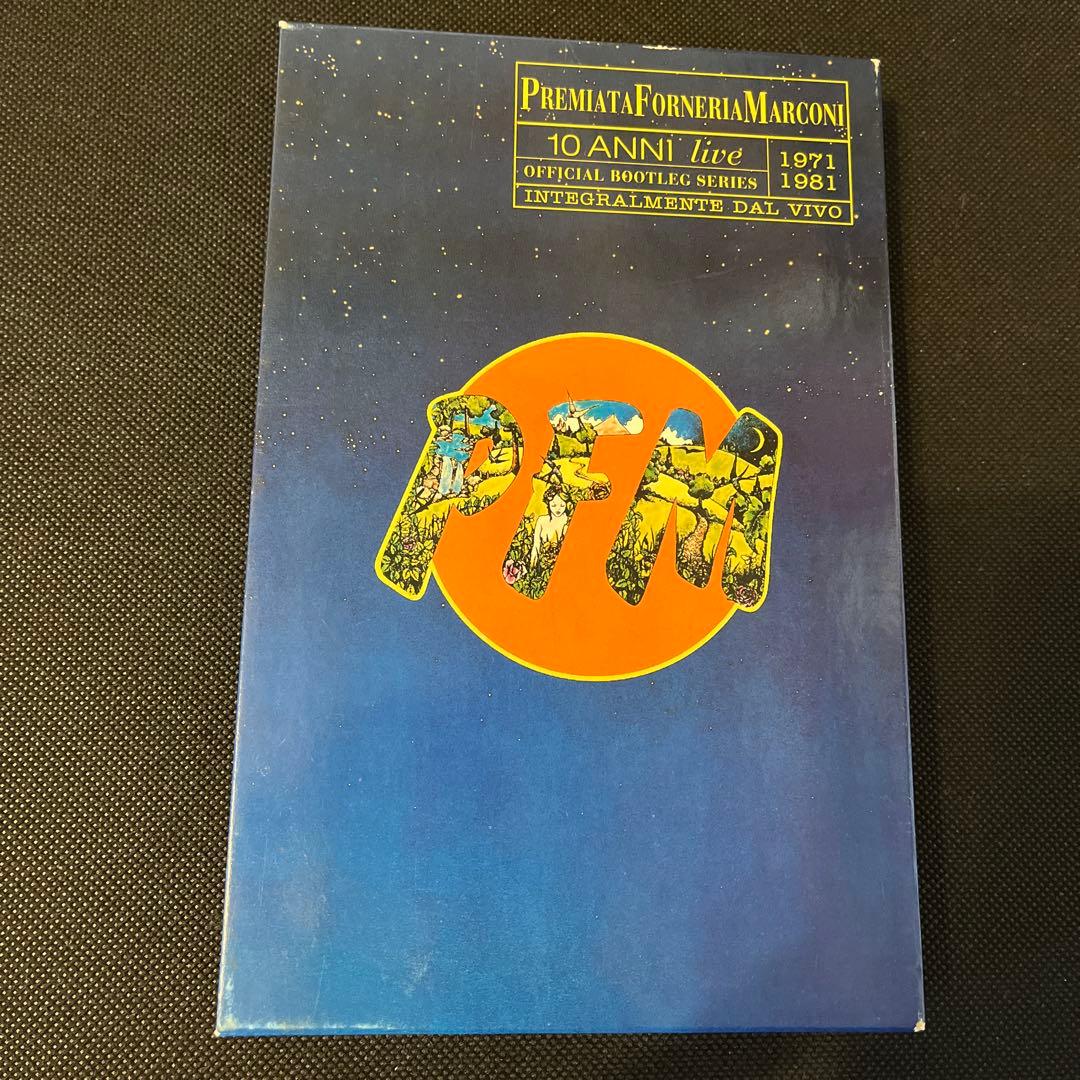 PREMIATAFORNERIAMARCONI
10 ANNI live
OFFICIAL BOOTLEG SERIES
1971
1981
INTEGRALMENTE DAL VIVO
PFM